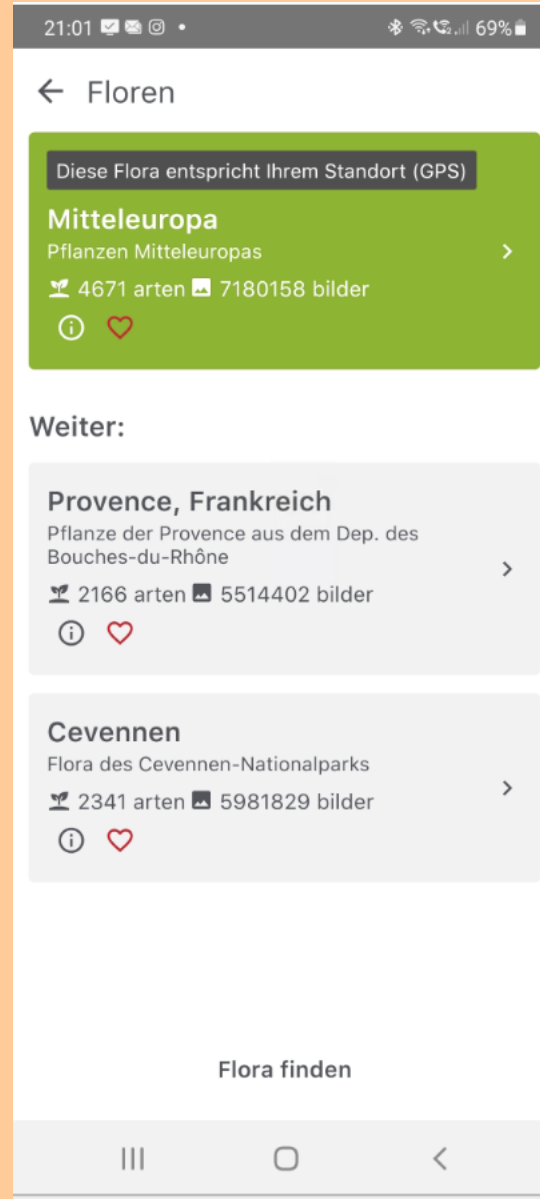 21:01
69%
Floren
Diese Flora entspricht Ihrem Standort (GPS)
Mitteleuropa
Pflanzen Mitteleuropas
4671 arten 7180158 bilder
Weiter:
Provence, Frankreich
Pflanze der Provence aus dem Dep. des
Bouches-du-Rhône
2166 arten 5514402 bilder
Cevennen
Flora des Cevennen-Nationalparks
2341 arten 5981829 bilder
Flora finden